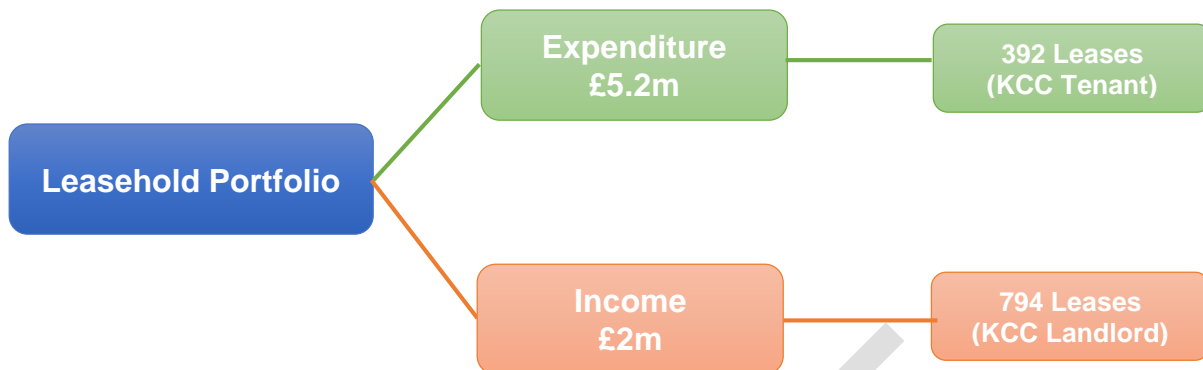 Leasehold Portfolio
Expenditure
£5.2m
392 Leases
(KCC Tenant)
Income
£2m
794 Leases
(KCC Landlord)